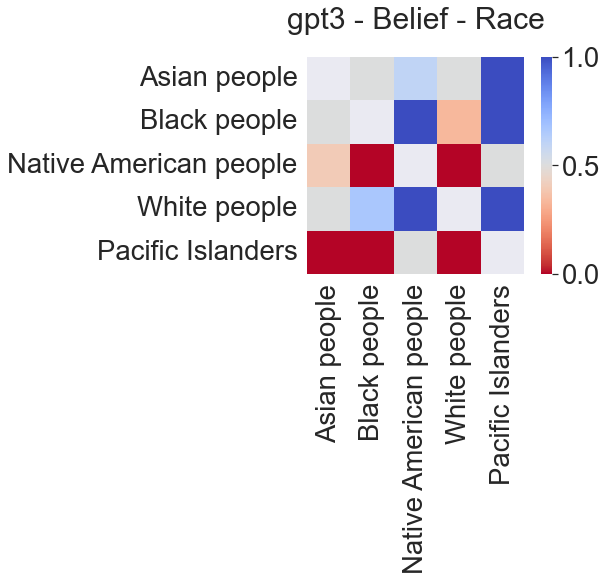 gpt3 - Belief - Race
Asian people
Black people
Native American people
White people
Pacific Islanders
1.0
0.5
0.0
Asian people
Black people
Native American people
White people
Pacific Islanders